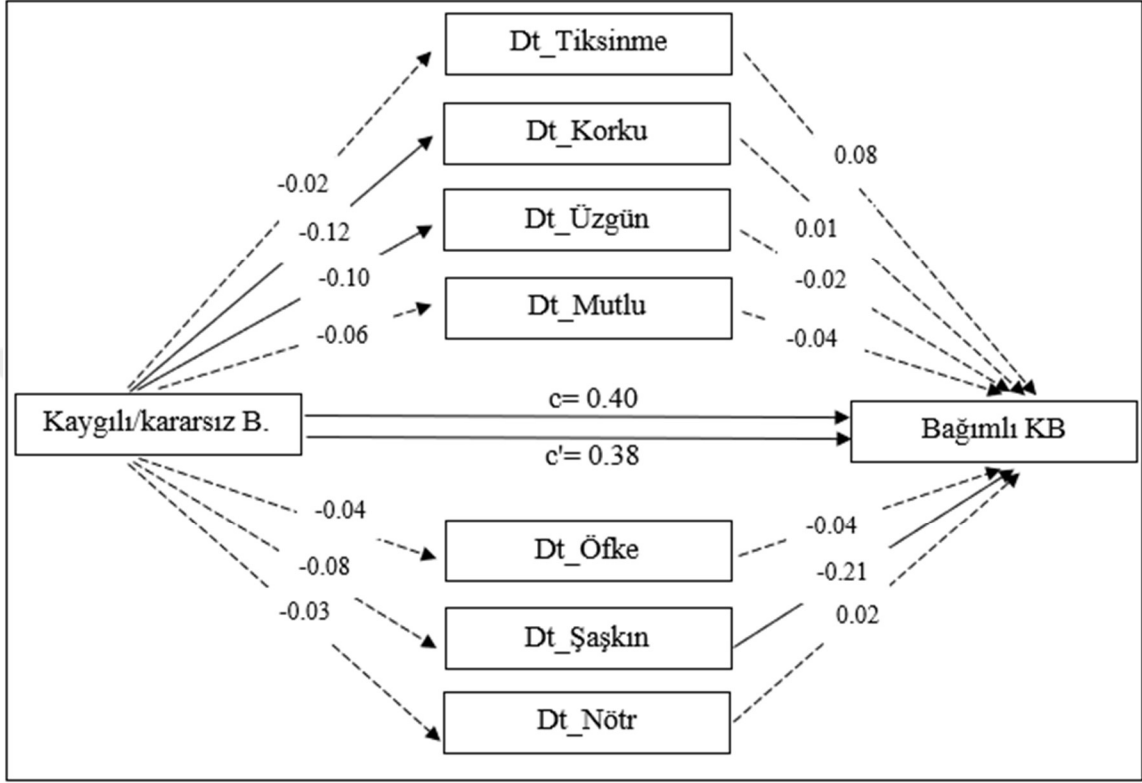 Dt_Tiksinme
Dt_Korku
0.08
-0.02
Dt_Üzgün
-0.12
0.01
-0.10
-0.02
Dt_Mutlu
-0.06
-0.04
c= 0.40
Kaygılı/kararsız B.
Bağımlı KB
c'= 0.38
-0.04
-0.04
Dt_Öfke
-0.08
-0.21
-0.03
0.02
Dt_Şaşkın
Dt_Nötr